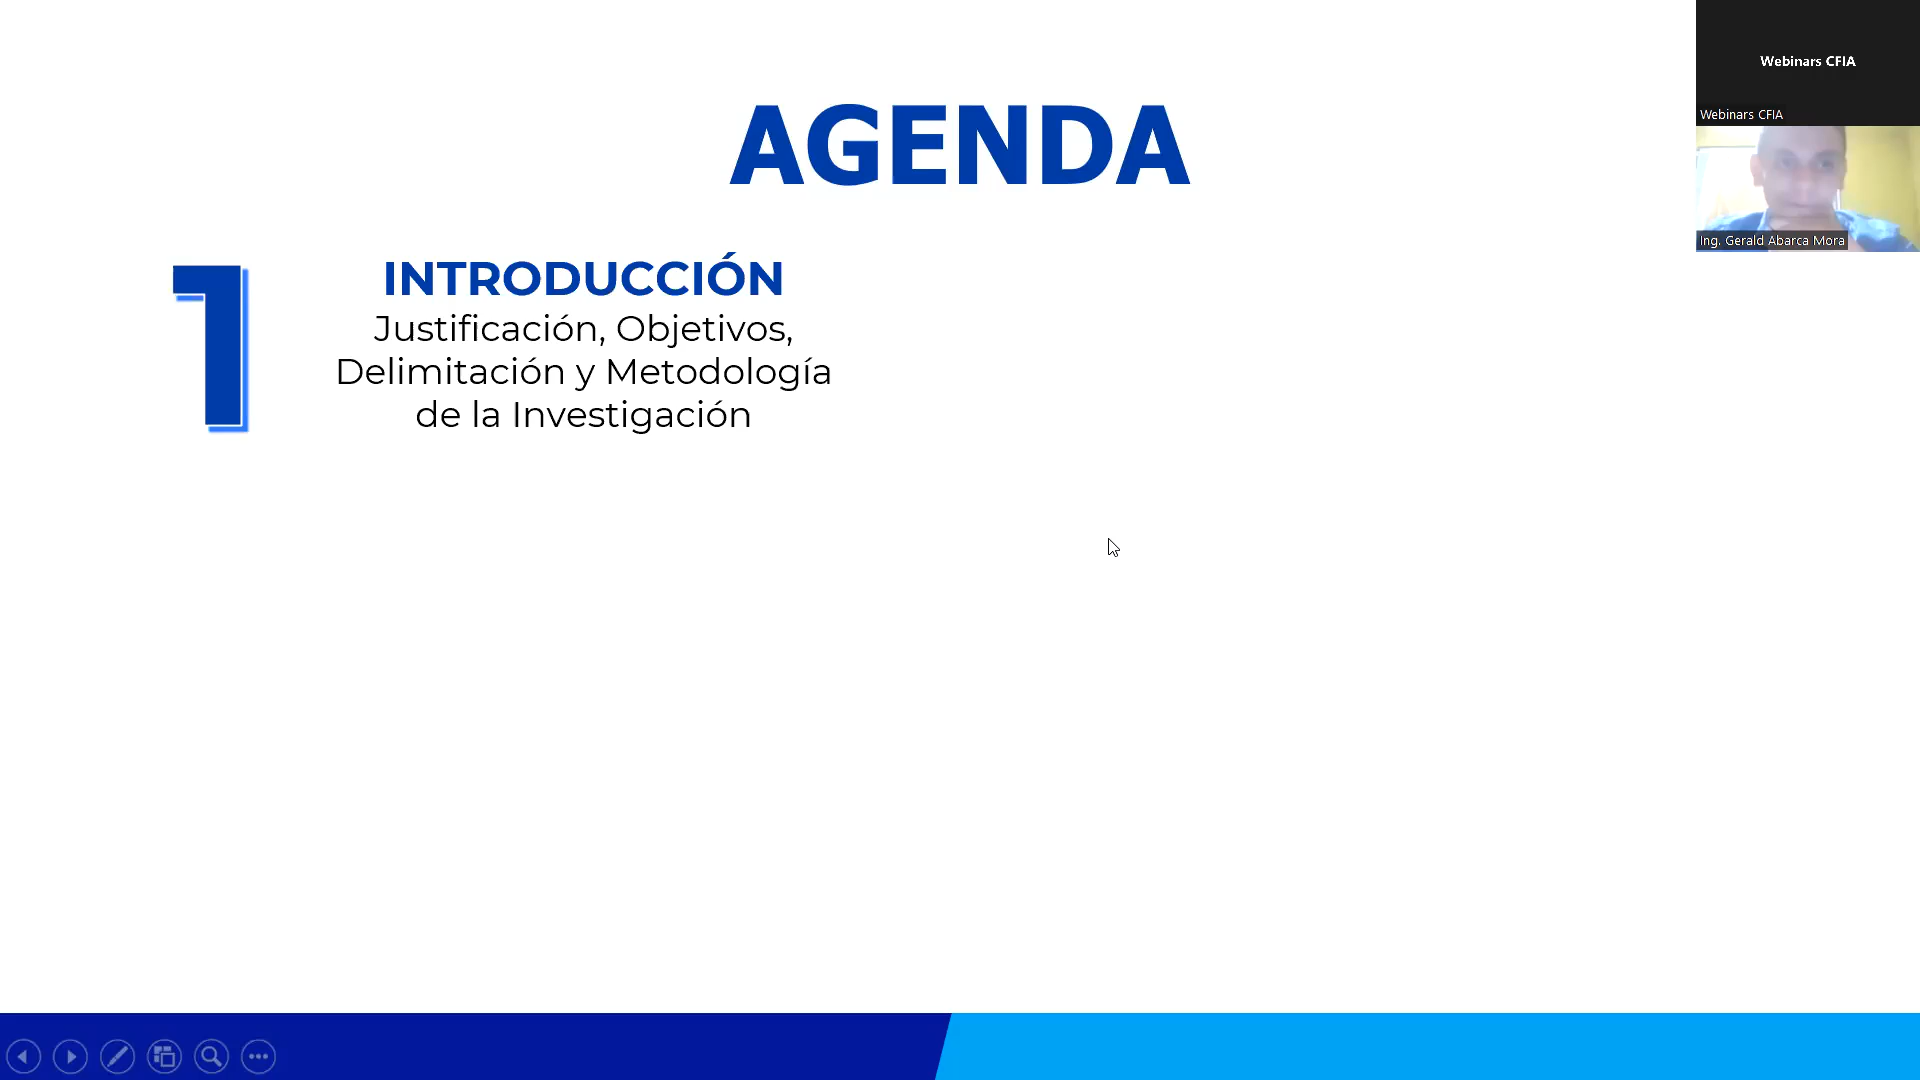 AGENDA
1
INTRODUCCIÓN
Justificación, Objetivos,
Delimitación y Metodología
de la Investigación
Webinars CFIA
Webinars CFIA
Ing. Gerald Abarca Mora